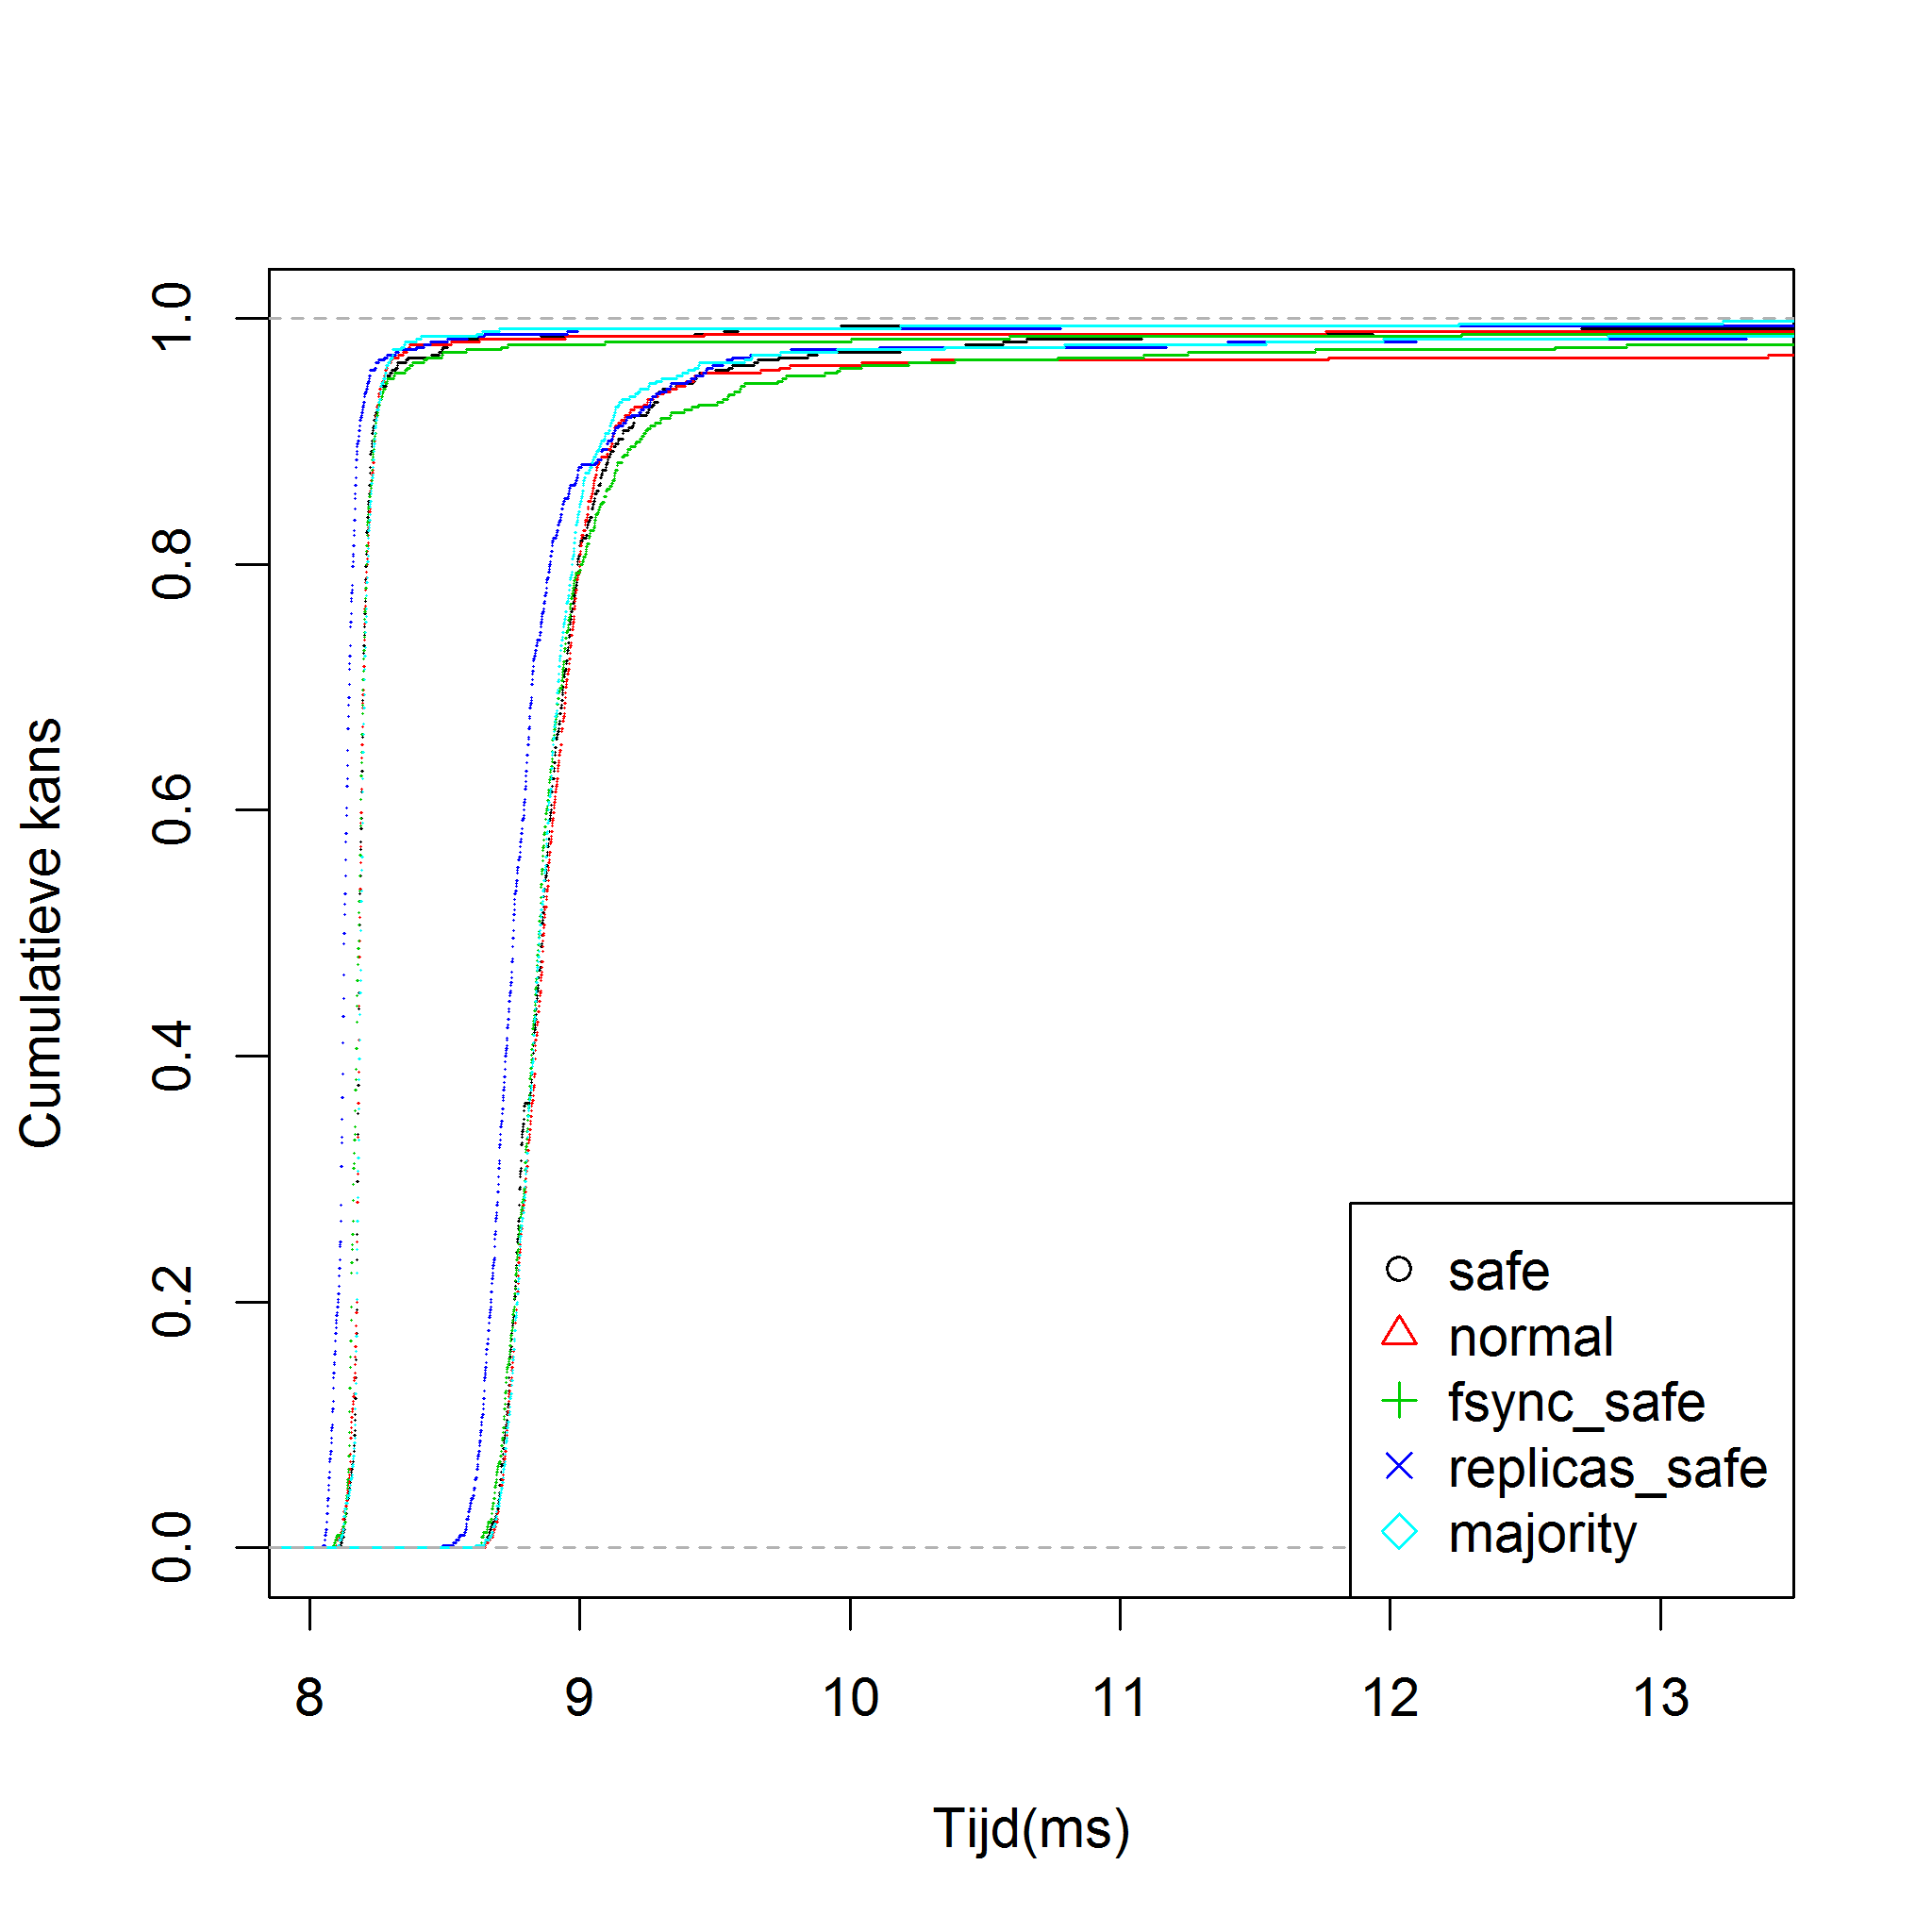 1.0
0.8
0.6
0.4
0.2
0.0
Cumulatieve kans
8 9 10 11 12 13
Tijd(ms)
safe
normal
fsync_safe
replicas_safe
majority